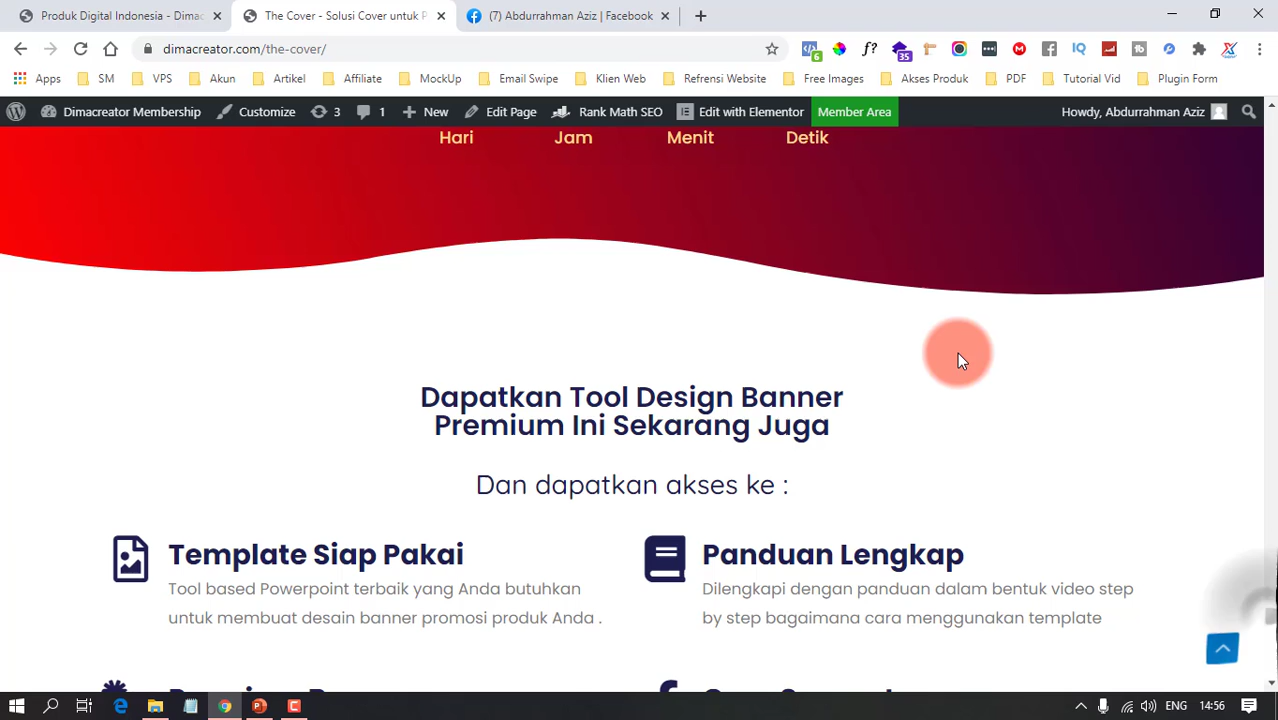 Produk Digital Indonesia - Dimac
The Cover - Solusi Cover untuk P
(7) Abdurrahman Aziz | Facebook
dimacreator.com/the-cover/
6
f?
35
IQ
Apps
SM
VPS
Akun
Artikel
Affiliate
MockUp
Email Swipe
Klien Web
Refrensi Website
Free Images
Akses Produk
PDF
Tutorial Vid
Plugin Form
Dimacreator Membership
Customize
3
1
New
Edit Page
Rank Math SEO
Edit with Elementor
Member Area
Howdy, Abdurrahman Aziz
Hari
Jam
Menit
Detik
Dapatkan Tool Design Banner
Premium Ini Sekarang Juga
Dan dapatkan akses ke :
Template Siap Pakai
Tool based Powerpoint terbaik yang Anda butuhkan
untuk membuat desain banner promosi produk Anda .
Panduan Lengkap
Dilengkapi dengan panduan dalam bentuk video step
by step bagaimana cara menggunakan template
ENG
14:56